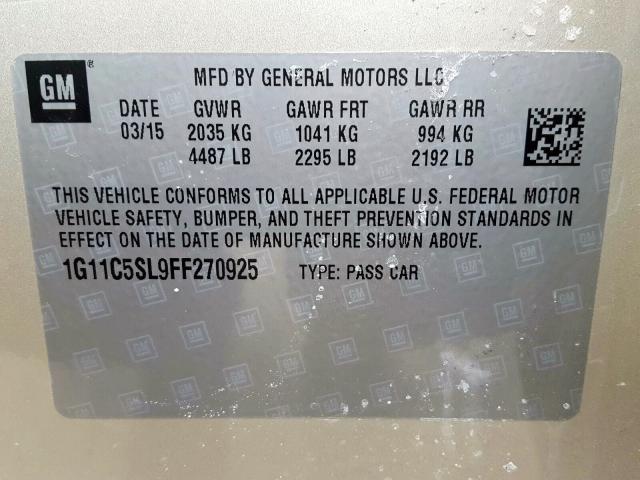 GM ®
MFD BY GENERAL MOTORS LLC
DATE GVWR GAWR FRT GAWR RR
03/15 2035 KG 1041 KG 994 KG
4487 LB 2295 LB 2192 LB
THIS VEHICLE CONFORMS TO ALL APPLICABLE U.S. FEDERAL MOTOR
VEHICLE SAFETY, BUMPER, AND THEFT PREVENTION STANDARDS IN
EFFECT ON THE DATE OF MANUFACTURE SHOWN ABOVE.
1G11C5SL9FF270925 TYPE: PASS CAR